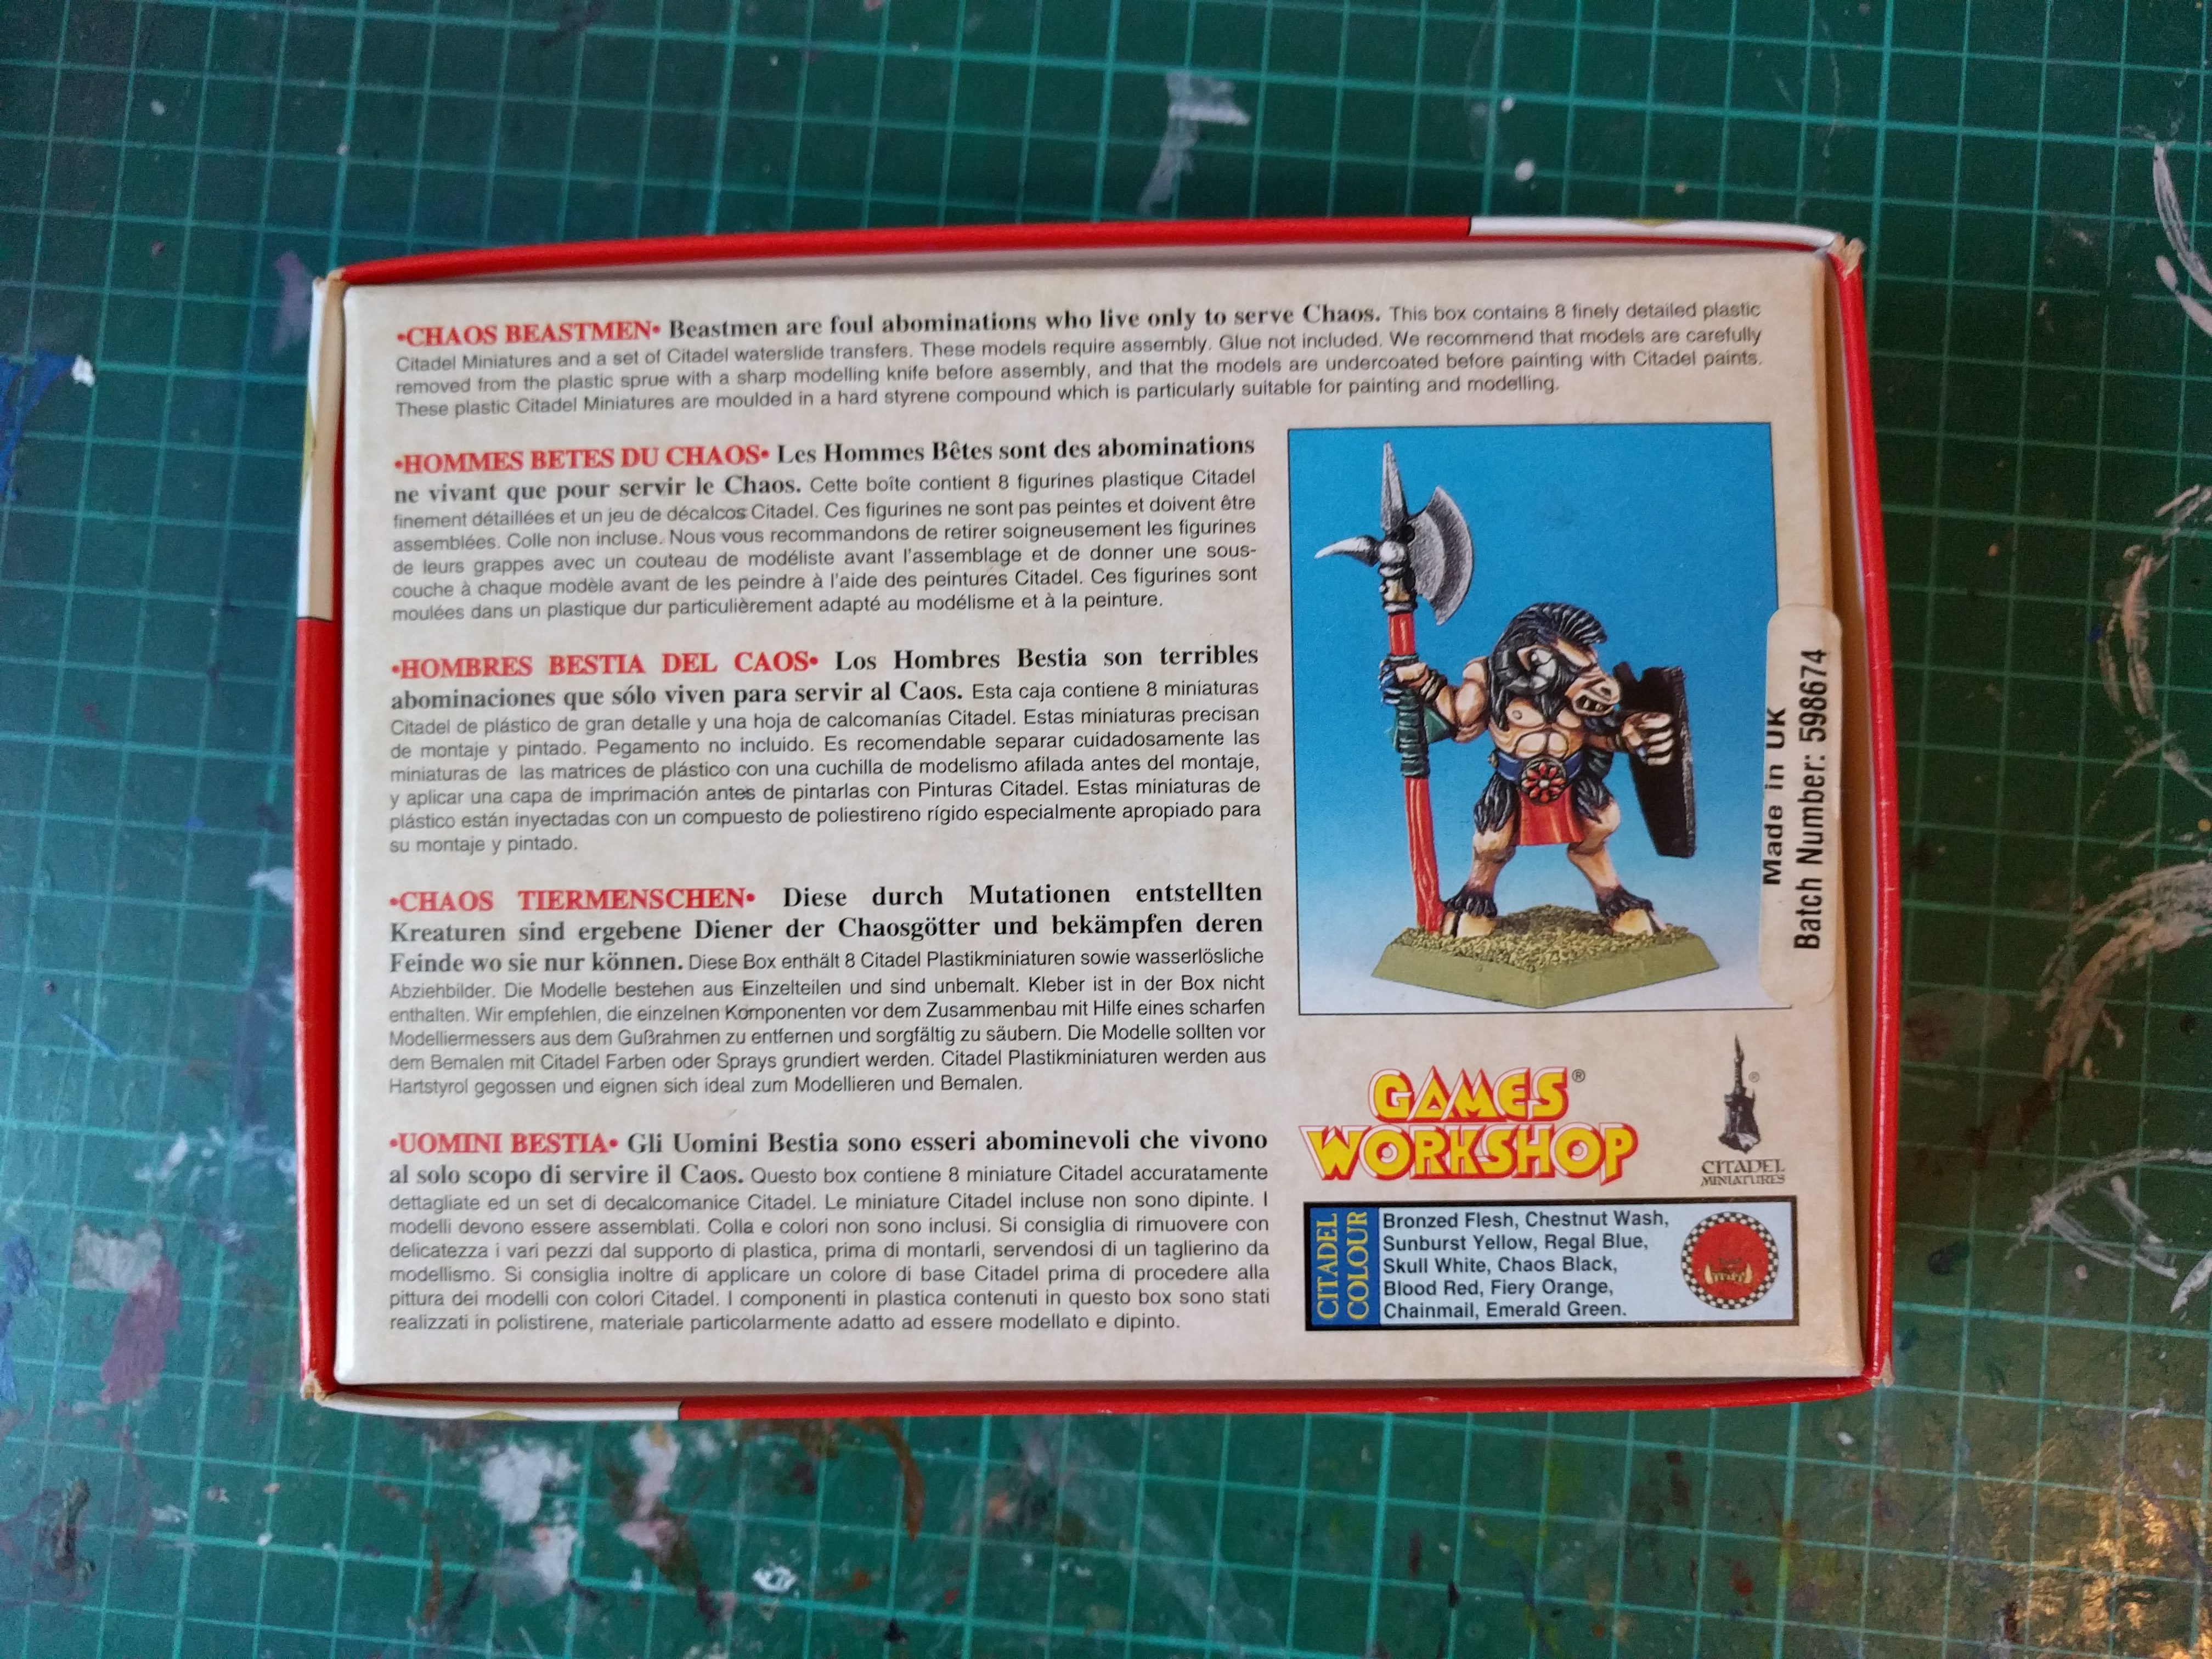 •CHAOS BEASTMEN• Beastmen are foul abominations who live only to serve Chaos. This box contains 8 finely detailed plastic
Citadel Miniatures and a set of Citadel waterslide transfers. These models require assembly. Glue not included. We recommend that models are carefully
removed from the plastic sprue with a sharp modelling knife before assembly, and that the models are undercoated before painting with Citadel paints.
These plastic Citadel Miniatures are moulded in a hard styrene compound which is particularly suitable for painting and modelling.
•HOMMES BETES DU CHAOS• Les Hommes Bêtes sont des abominations
ne vivant que pour servir le Chaos. Cette boîte contient 8 figurines plastique Citadel
finement détaillées et un jeu de décalcos Citadel. Ces figurines ne sont pas peintes et doivent être
assemblées. Colle non incluse. Nous vous recommandons de retirer soigneusement les figurines
de leurs grappes avec un couteau de modéliste avant l'assemblage et de donner une sous-
couche à chaque modèle avant de les peindre à l'aide des peintures Citadel. Ces figurines sont
moulées dans un plastique dur particulièrement adapté au modélisme et à la peinture.
•HOMBRES BESTIA DEL CAOS• Los Hombres Bestia son terribles
abominaciones que sólo viven para servir al Caos. Esta caja contiene 8 miniaturas
Citadel de plástico de gran detalle y una hoja de calcomanías Citadel. Estas miniaturas precisan
de montaje y pintado. Pegamento no incluido. Es recomendable separar cuidadosamente las
miniaturas de las matrices de plástico con una cuchilla de modelismo afilada antes del montaje,
y aplicar una capa de imprimación antes de pintarlas con Pinturas Citadel. Estas miniaturas de
plástico están inyectadas con un compuesto de poliestireno rígido especialmente apropiado para
su montaje y pintado.
•CHAOS TIERMENSCHEN• Diese durch Mutationen entstellten
Kreaturen sind ergebene Diener der Chaosgötter und bekämpfen deren
Feinde wo sie nur können. Diese Box enthält 8 Citadel Plastikminiaturen sowie wasserlösliche
Abziehbilder. Die Modelle bestehen aus Einzelteilen und sind unbemalt. Kleber ist in der Box nicht
enthalten. Wir empfehlen, die einzelnen Komponenten vor dem Zusammenbau mit Hilfe eines scharfen
Modelliermessers aus dem Gußrahmen zu entfernen und sorgfältig zu säubern. Die Modelle sollten vor
dem Bemalen mit Citadel Farben oder Sprays grundiert werden. Citadel Plastikminiaturen werden aus
Hartstyrol gegossen und eignen sich ideal zum Modellieren und Bemalen.
•UOMINI BESTIA• Gli Uomini Bestia sono esseri abominevoli che vivono
al solo scopo di servire il Caos. Questo box contiene 8 miniature Citadel accuratamente
dettagliate ed un set di decalcomanice Citadel. Le miniature Citadel incluse non sono dipinte. I
modelli devono essere assemblati. Colla e colori non sono inclusi. Si consiglia di rimuovere con
delicatezza i vari pezzi dal supporto di plastica, prima di montarli, servendosi di un taglierino da
modellismo. Si consiglia inoltre di applicare un colore di base Citadel prima di procedere alla
pittura dei modelli con colori Citadel. I componenti in plastica contenuti in questo box sono stati
realizzati in polistirene, materiale particolarmente adatto ad essere modellato e dipinto.
Made in UK
Batch Number: 598674
GAMES®
WORKSHOP
®
CITADEL
MINIATURES
CITADEL
COLOUR
Bronzed Flesh, Chestnut Wash,
Sunburst Yellow, Regal Blue,
Skull White, Chaos Black,
Blood Red, Fiery Orange,
Chainmail, Emerald Green.